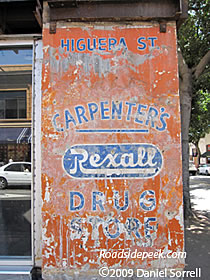 HIGUERA ST.
CARPENTER'S
Rexall
DRUG
STORE
Roadsidepeek.com
©2009 Daniel Sorrell